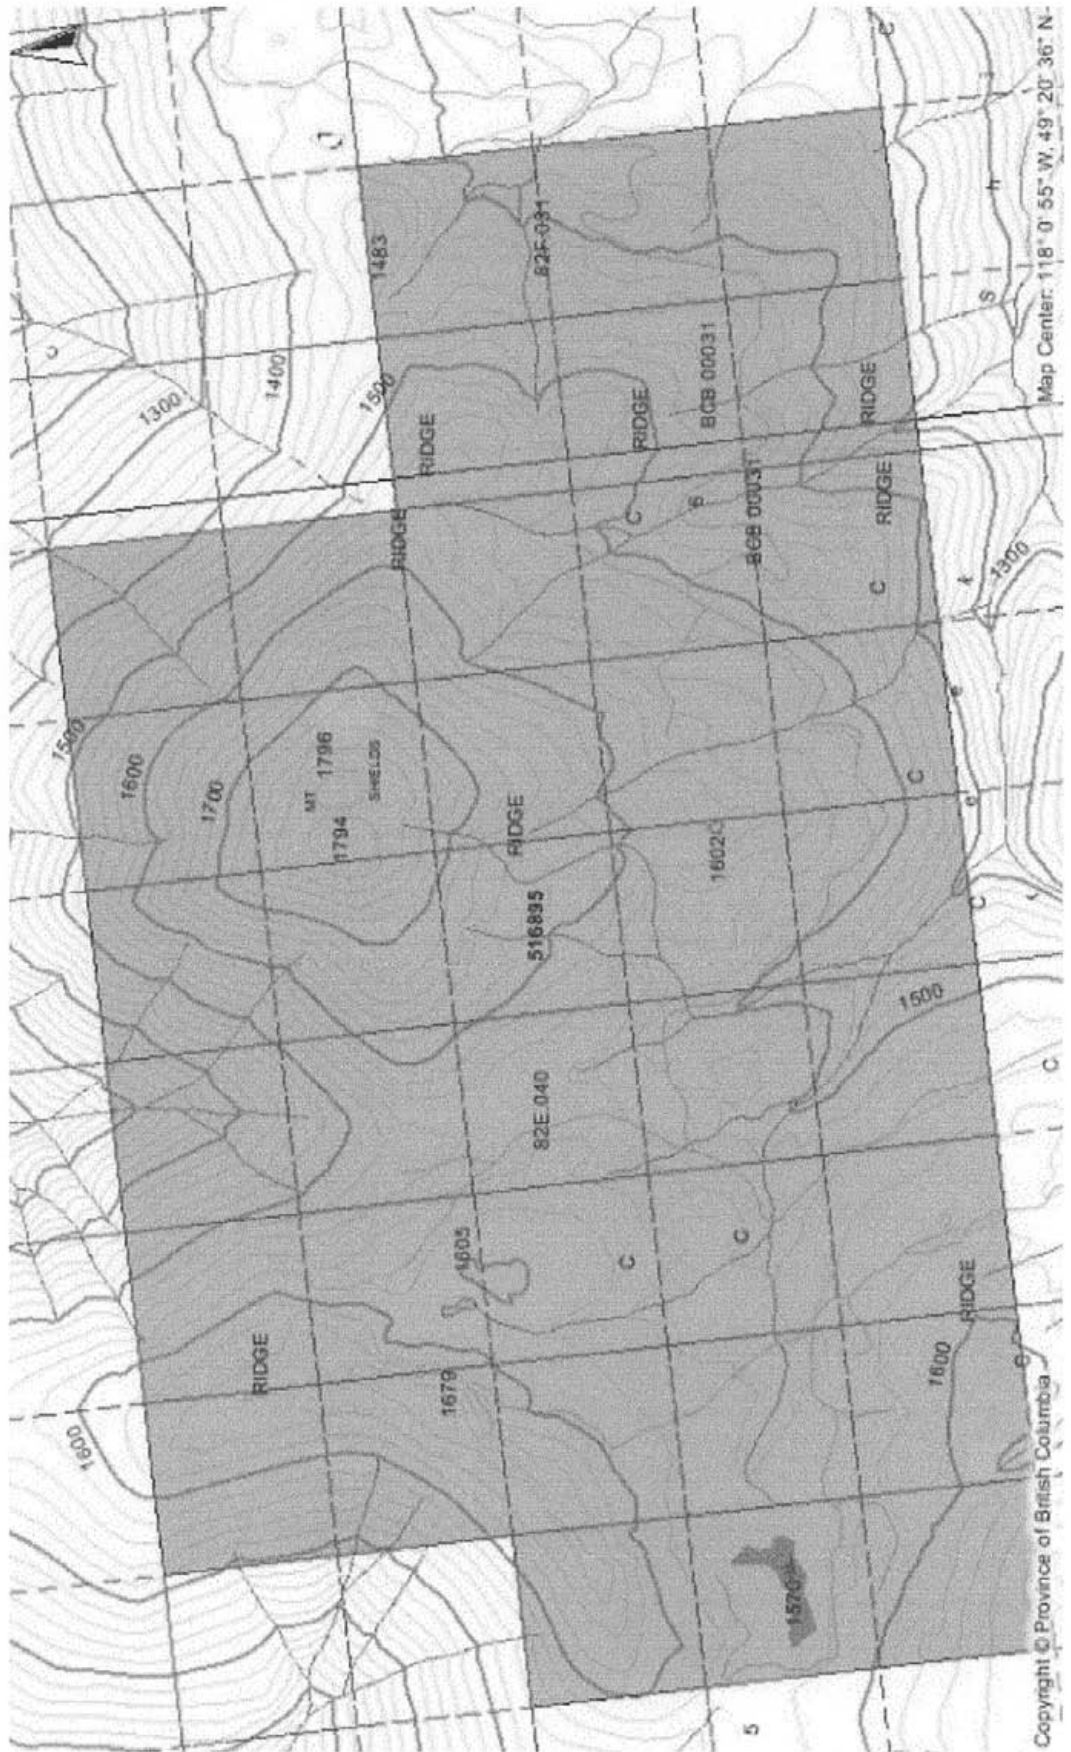 1483
82F.031
1300
1400
1500
RIDGE
RIDGE
BCB 00031
RIDGE
RIDGE
C
6
BCB 00031
RIDGE
C
1300
1500
1600
1700
MT
1796
SHIELDS
1794
RIDGE
516895
1602
C
C
1500
C
82E.040
1605
C
C
RIDGE
1679
RIDGE
1600
1600
1570
5
C r e e k S h i
Map Center: 118° 0' 55" W, 49° 20' 36" N
Copyright © Province of British Columbia